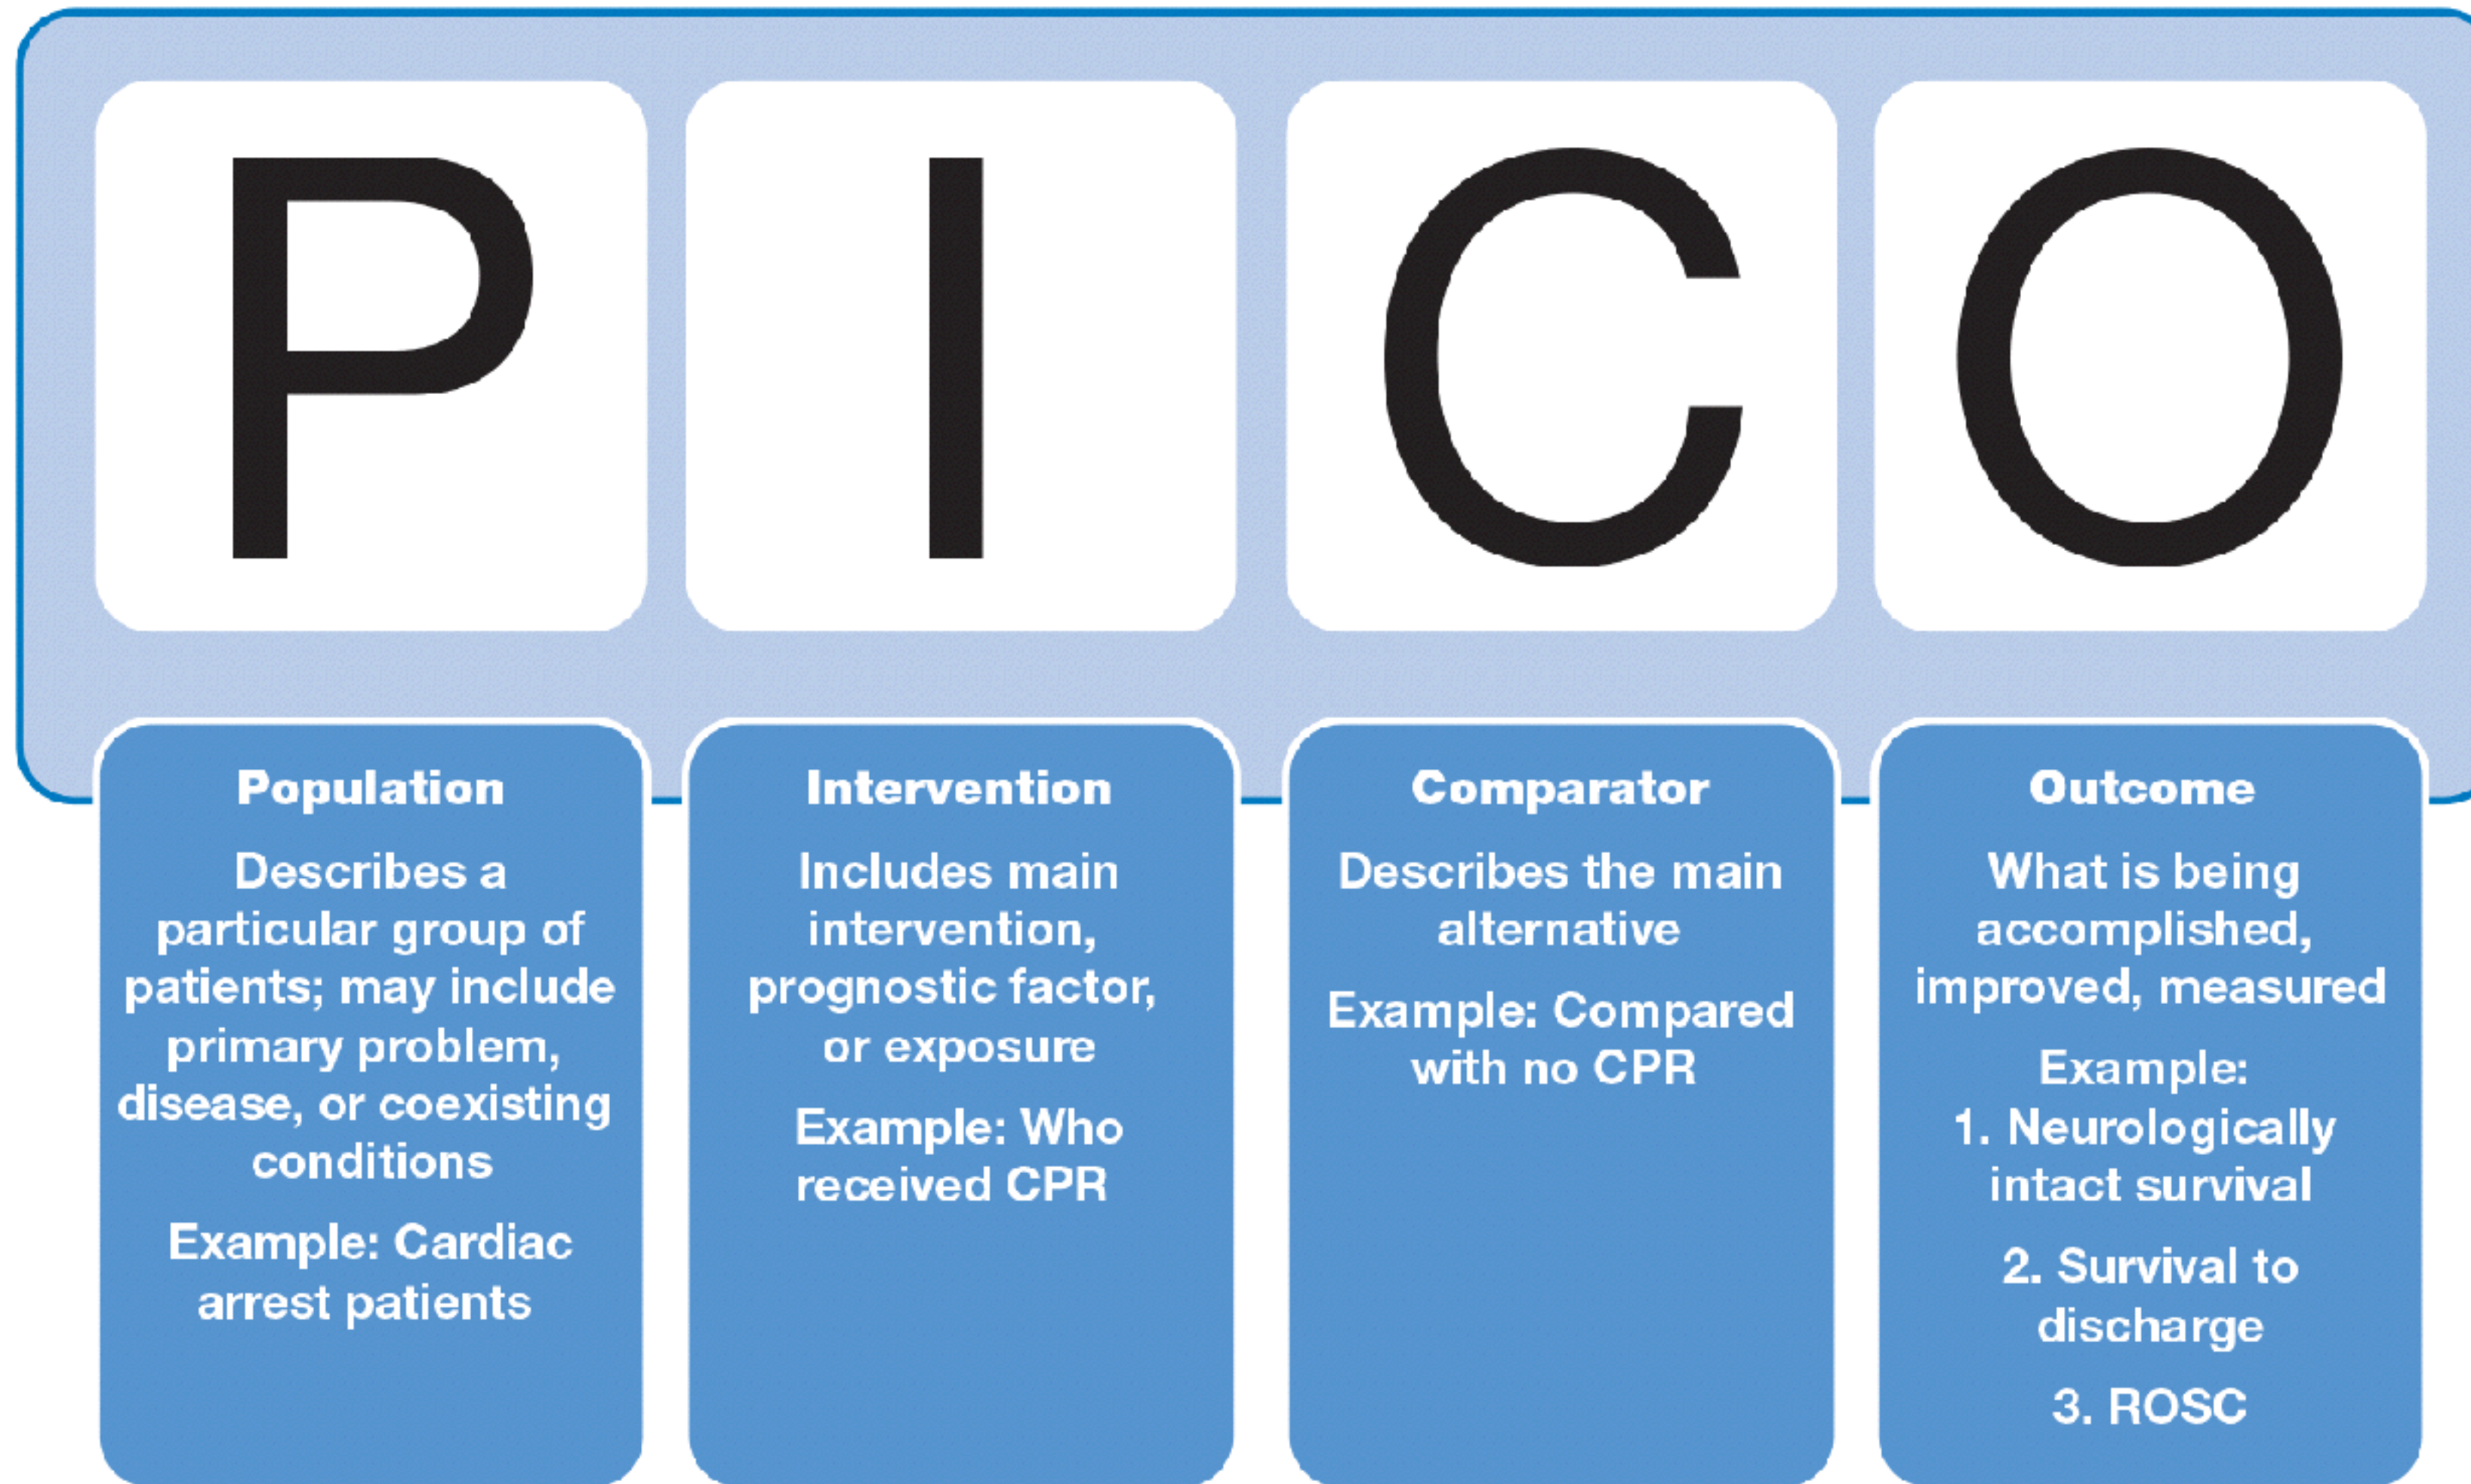 P I C O
Population
Describes a
particular group of
patients; may include
primary problem,
disease, or coexisting
conditions
Example: Cardiac
arrest patients
Intervention
Includes main
intervention,
prognostic factor,
or exposure
Example: Who
received CPR
Comparator
Describes the main
alternative
Example: Compared
with no CPR
Outcome
What is being
accomplished,
improved, measured
Example:
1. Neurologically
intact survival
2. Survival to
discharge
3. ROSC